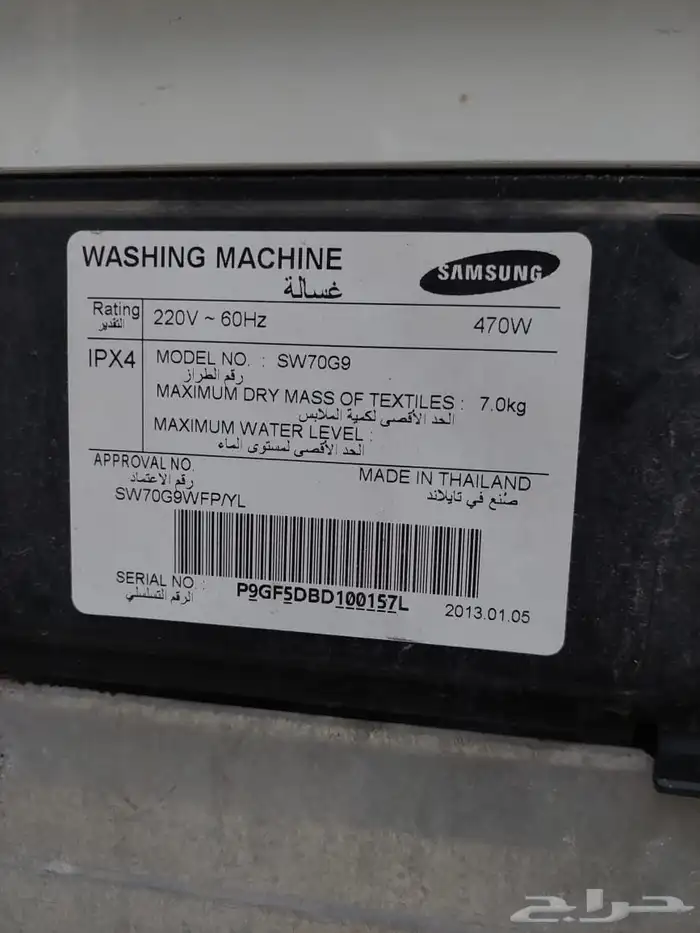 WASHING MACHINE
غسالة
SAMSUNG
Rating
التقدير
220V ~ 60Hz
470W
IPX4
MODEL NO. : SW70G9
رقم الطراز
MAXIMUM DRY MASS OF TEXTILES : 7.0kg
الحد الأقصى لكمية الملابس
MAXIMUM WATER LEVEL :
الحد الأقصى لمستوى الماء
APPROVAL NO.
رقم الاعتماد
SW70G9WFP/YL
MADE IN THAILAND
صُنع في تايلاند
SERIAL NO. :
الرقم التسلسلي
P9GF5DBD100157L
2013.01.05
حراج